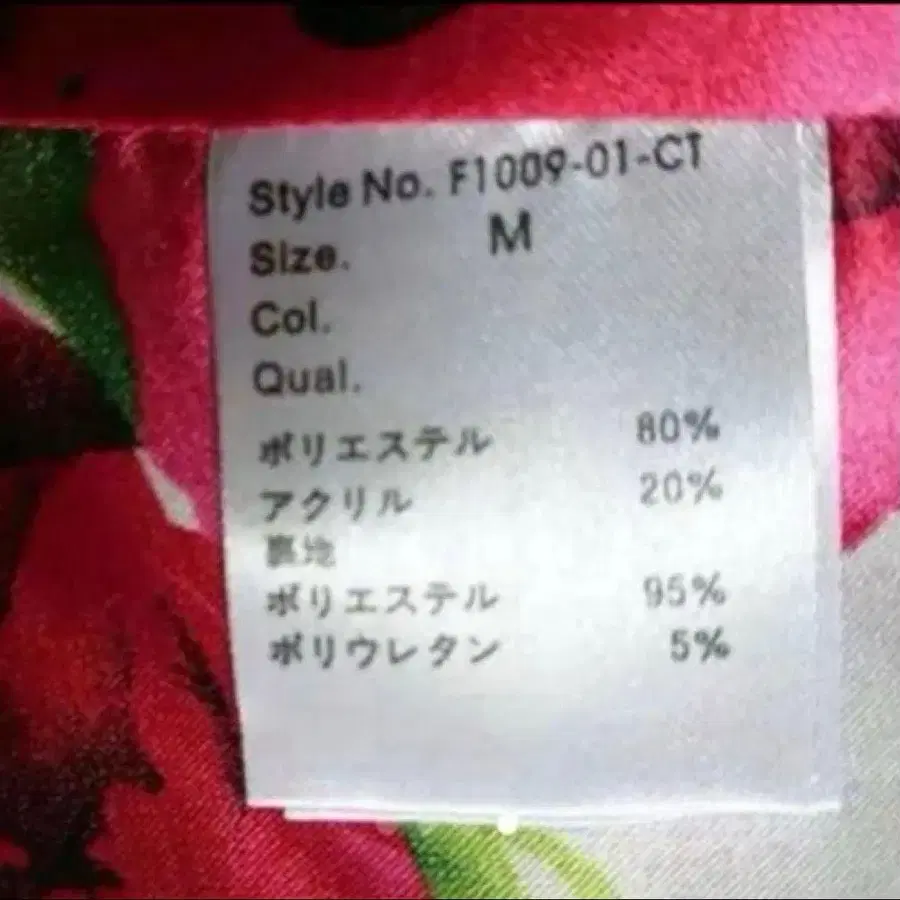 Style No. F1009-01-CT
Size. M
Col.
Qual.
ポリエステル 80%
アクリル 20%
裏地
ポリエステル 95%
ポリウレタン 5%